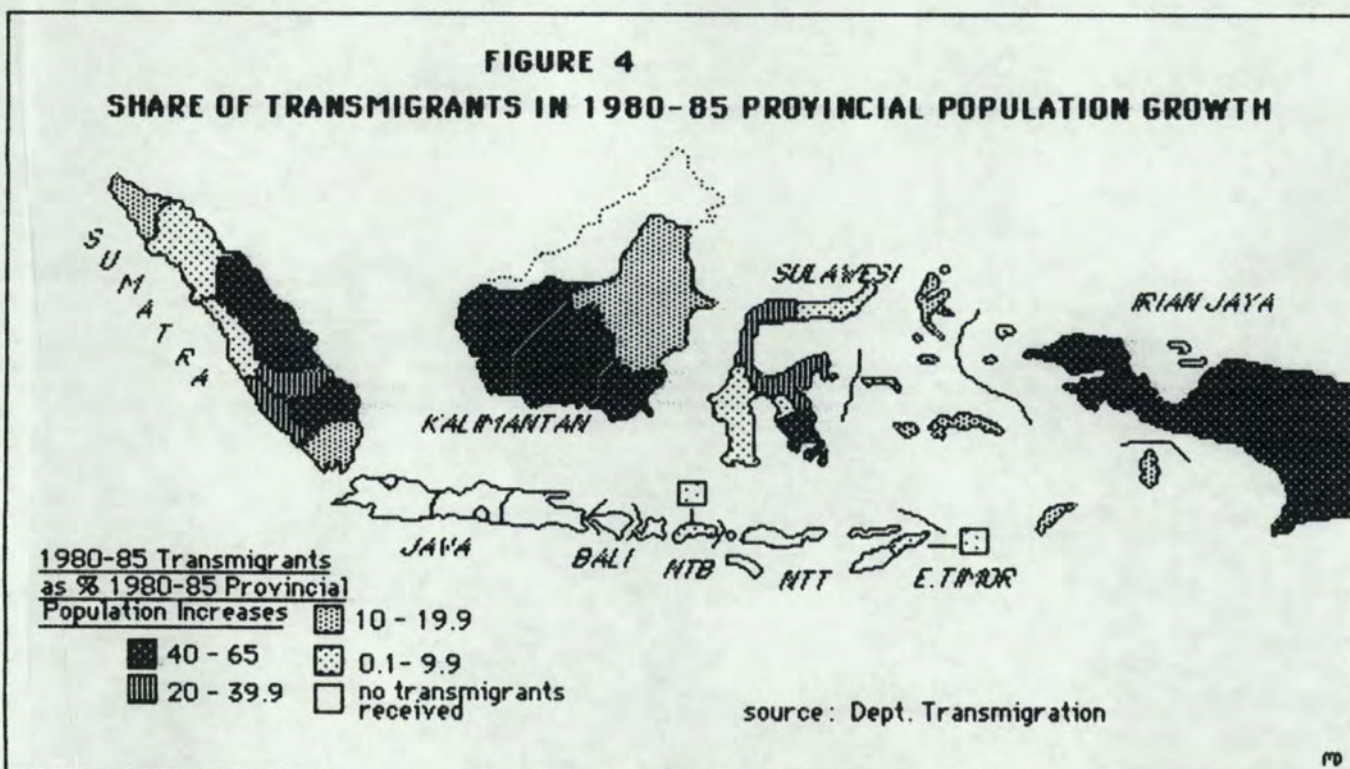 FIGURE 4
SHARE OF TRANSMIGRANTS IN 1980-85 PROVINCIAL POPULATION GROWTH
SUMATRA
KALIMANTAN
SULAWESI
IRIAN JAYA
JAWA
BALI
NTB
NTT
E.TIMOR
1980-85 Transmigrants
as % 1980-85 Provincial
Population Increases
40 - 65
20 - 39.9
10 - 19.9
0.1 - 9.9
no transmigrants
received
source: Dept. Transmigration